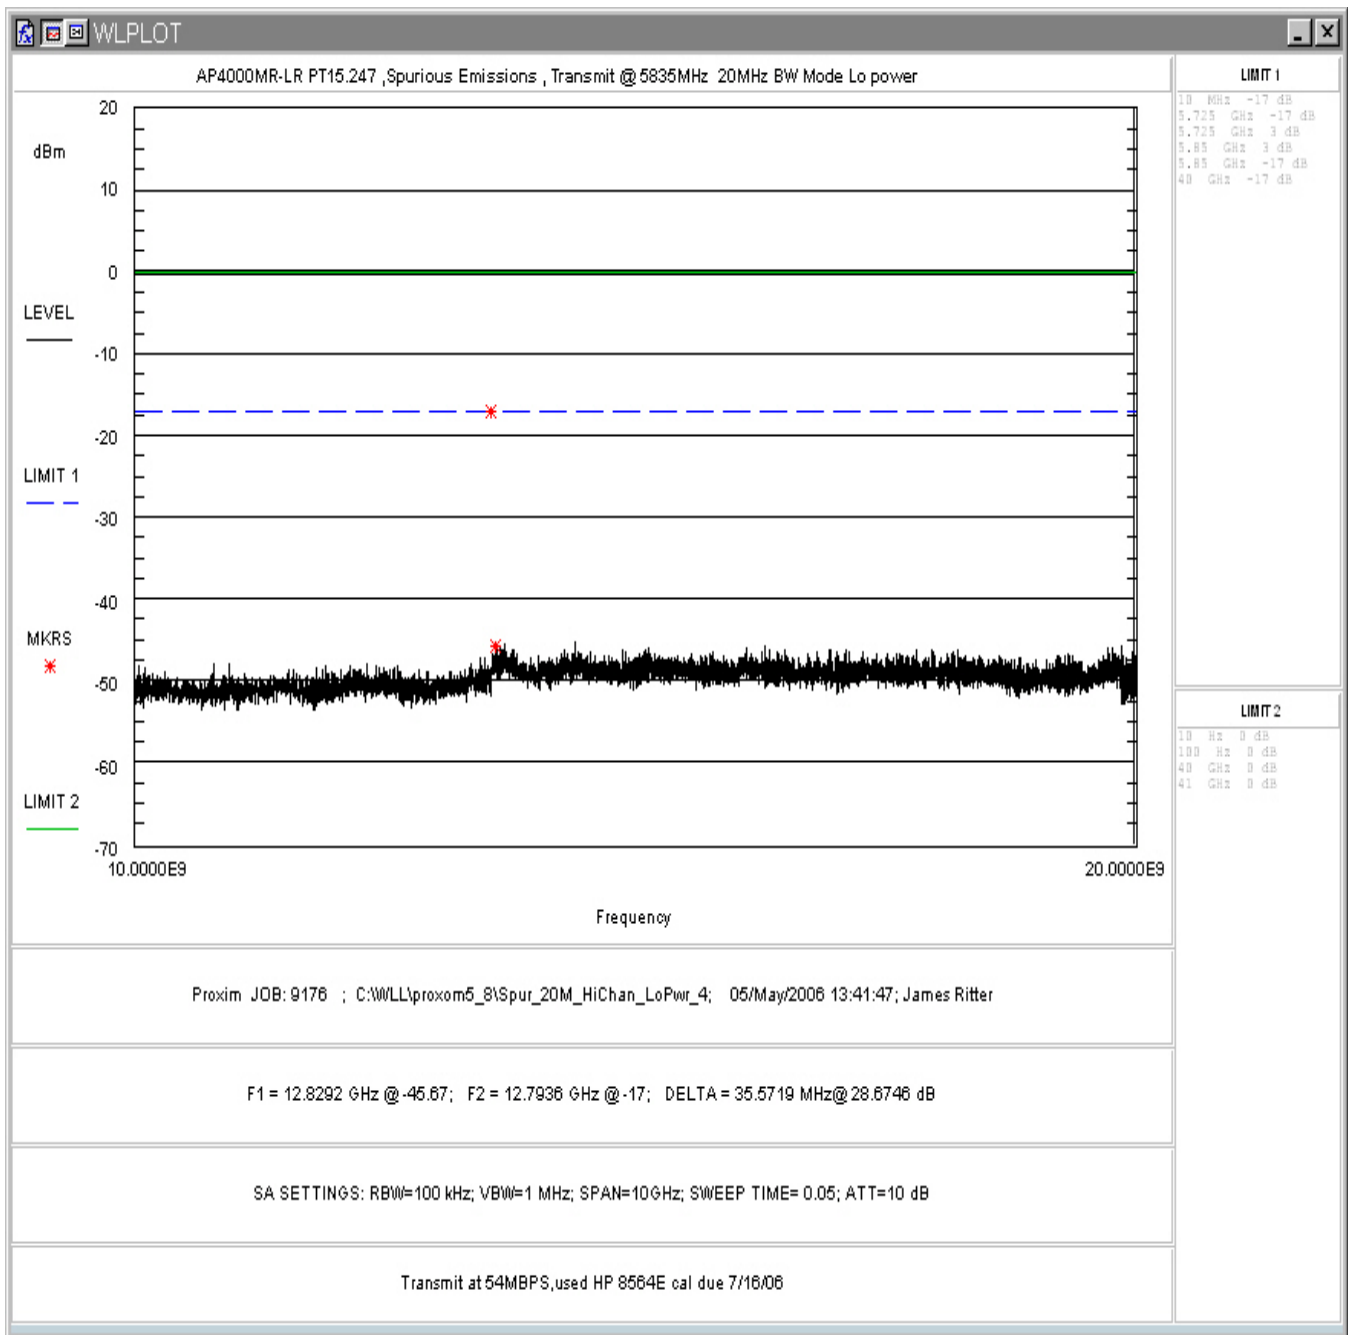 WLPLOT
AP4000MR-LR PT15.247 ,Spurious Emissions , Transmit @ 5835MHz 20MHz BW Mode Lo power
20
dBm
10
0
LEVEL
-10
-20
LIMIT 1
-30
-40
MKRS
-50
-60
LIMIT 2
-70
10.0000E9
20.0000E9
Frequency
LIMIT 1
10 MHz -17 dB
5.725 GHz -17 dB
5.725 GHz 3 dB
5.85 GHz 3 dB
5.85 GHz -17 dB
40 GHz -17 dB
LIMIT 2
10 Hz 0 dB
100 Hz 0 dB
40 GHz 0 dB
41 GHz 0 dB
Proxim JOB: 9176 ; C:\WLL\proxom5_8\Spur_20M_HiChan_LoPwr_4; 05/May/2006 13:41:47; James Ritter
F1 = 12.8292 GHz @-45.67; F2 = 12.7936 GHz @-17; DELTA = 35.5719 MHz@28.6746 dB
SA SETTINGS: RBW=100 kHz; VBW=1 MHz; SPAN=10GHz; SWEEP TIME= 0.05; ATT=10 dB
Transmit at 54MBPS,used HP 8564E cal due 7/16/06